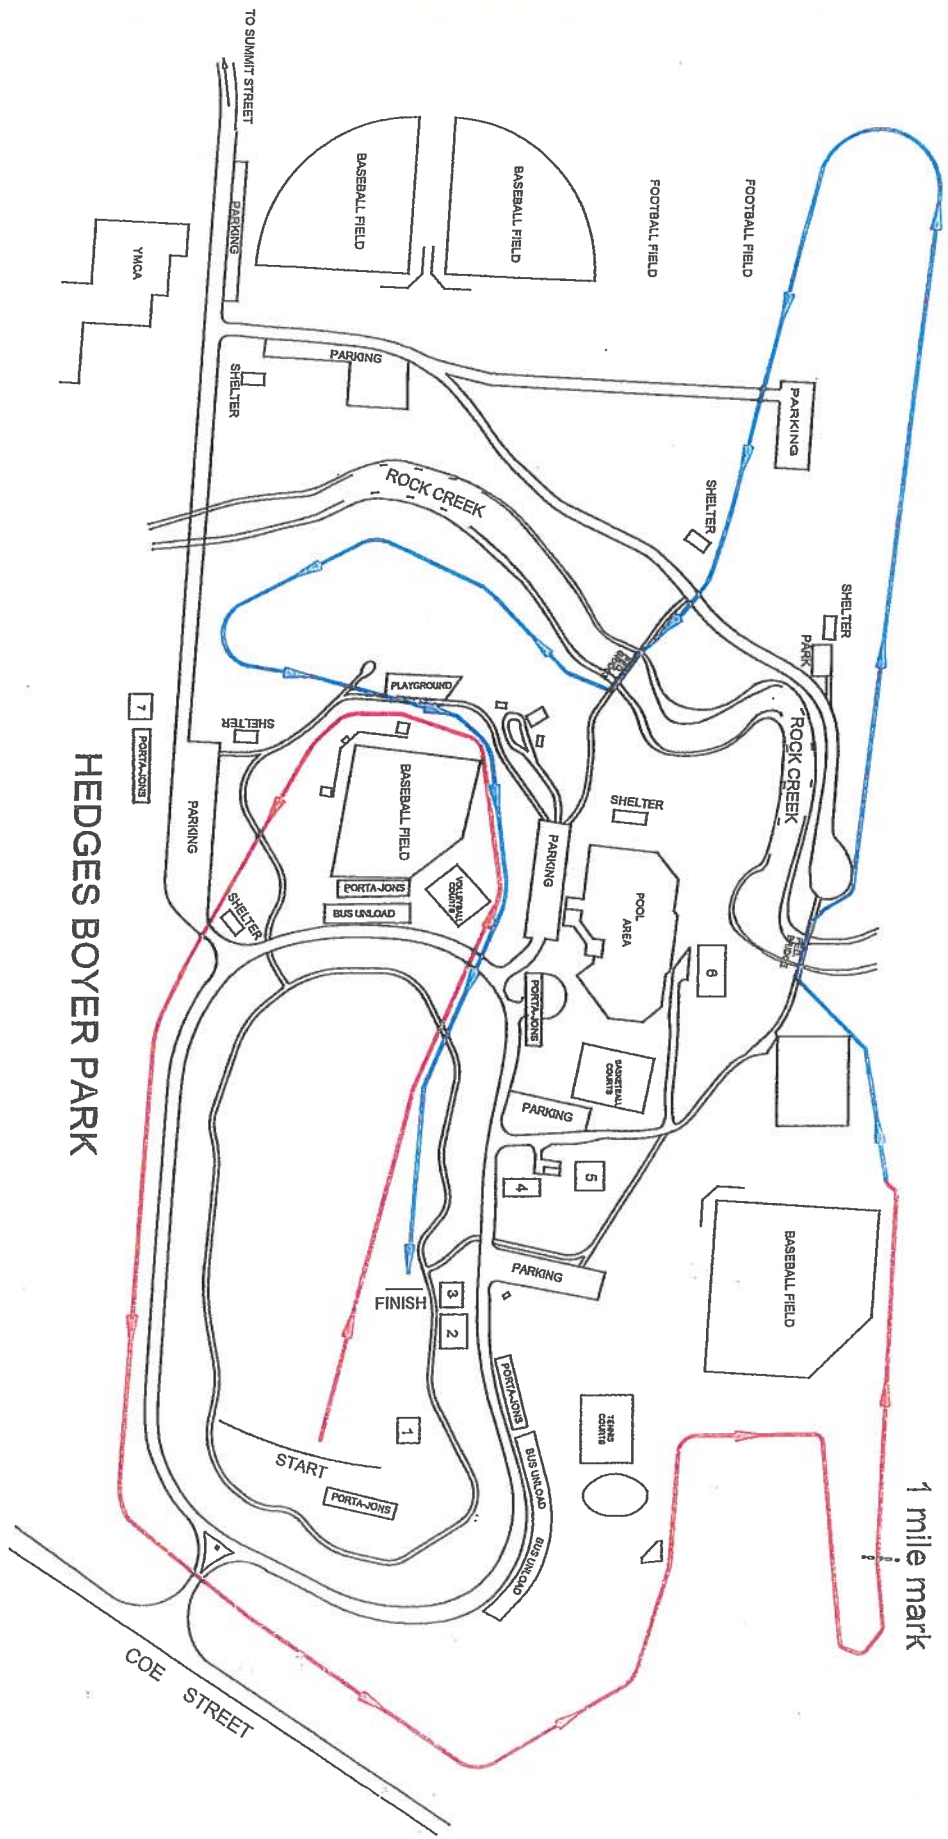 TO SUMMIT STREET
PARKING
YMCA
BASEBALL FIELD
BASEBALL FIELD
FOOTBALL FIELD
FOOTBALL FIELD
PARKING
SHELTER
PARKING
ROCK CREEK
SHELTER
SHELTER
PARK
ROCK CREEK
PLAYGROUND
SHELTER
7
PORTA-JONS
PARKING
SHELTER
BASEBALL FIELD
PORTA-JONS
BUS UNLOAD
VOLLEYBALL
COURTS
PARKING
SHELTER
POOL
AREA
6
PORTA-JONS
BASKETBALL
COURTS
PARKING
4
5
BASEBALL FIELD
PARKING
FINISH
3
2
1
START
PORTA-JONS
PORTA-JONS
BUS UNLOAD
BUS UNLOAD
TENNIS
COURTS
1 mile mark
COE STREET
HEDGES BOYER PARK